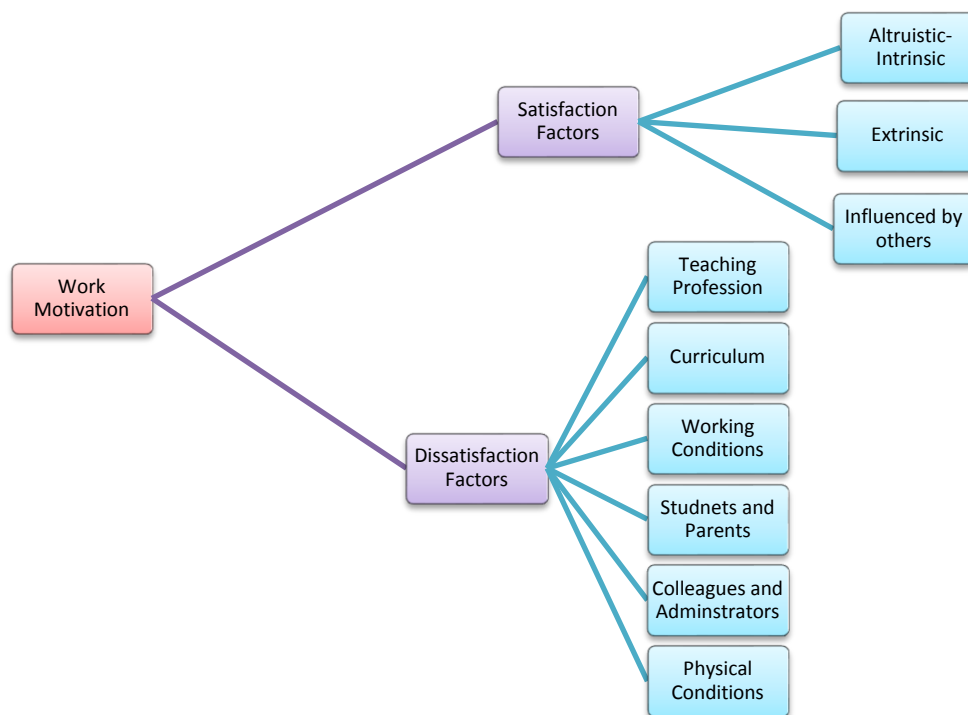 Altruistic-
Intrinsic
Satisfaction
Factors
Extrinsic
Influenced by
others
Work
Motivation
Teaching
Profession
Curriculum
Working
Conditions
Dissatisfaction
Factors
Studnets and
Parents
Colleagues and
Adminstrators
Physical
Conditions